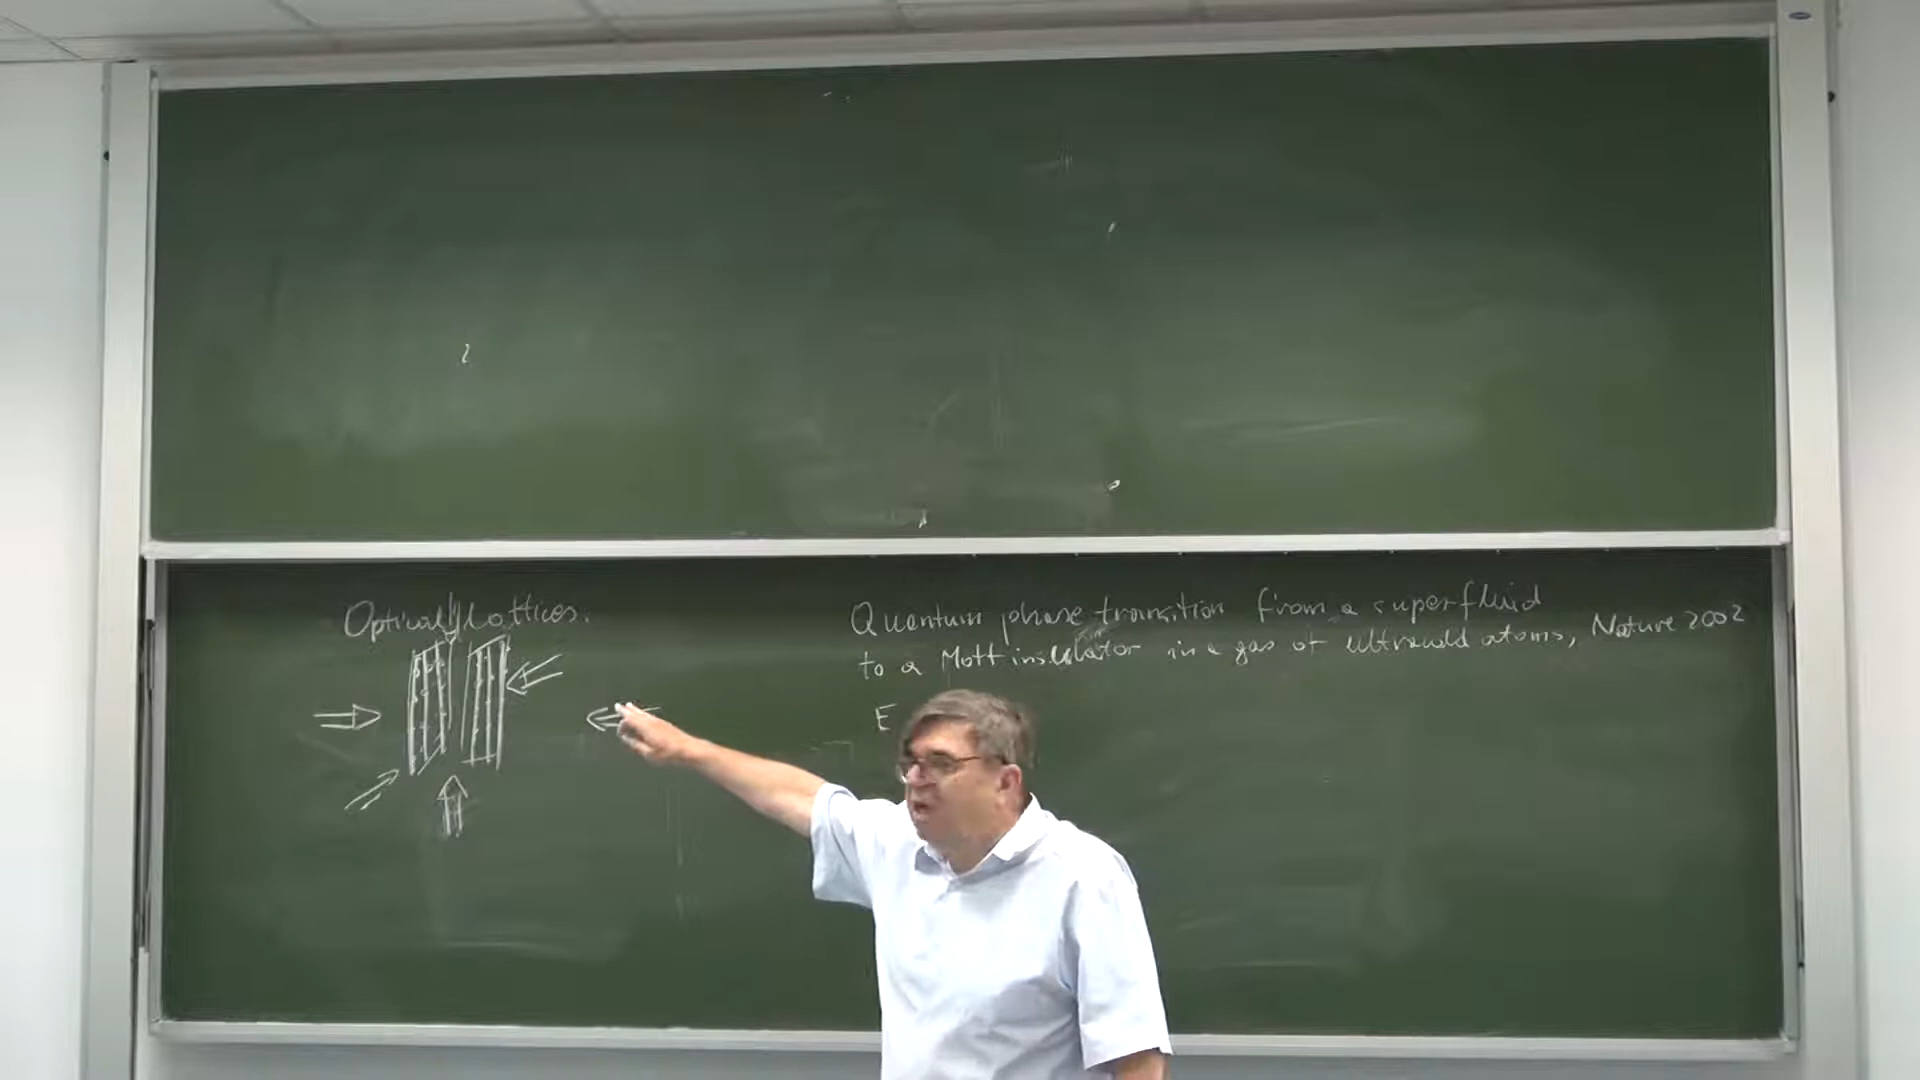 Optical lattices.
Quantum phase transition from a superfluid
to a Mott insulator in a gas of ultracold atoms, Nature 2002
E